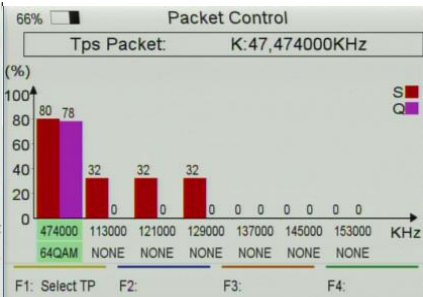 66% Packet Control
Tps Packet: K:47,474000KHz
(%)
100
80
60
40
20
0
S
Q
80 78 32 0 32 0 32 0 0 0 0 0 0 0
474000 113000 121000 129000 137000 145000 153000 KHz
64QAM NONE NONE NONE NONE NONE NONE
F1: Select TP F2: F3: F4: